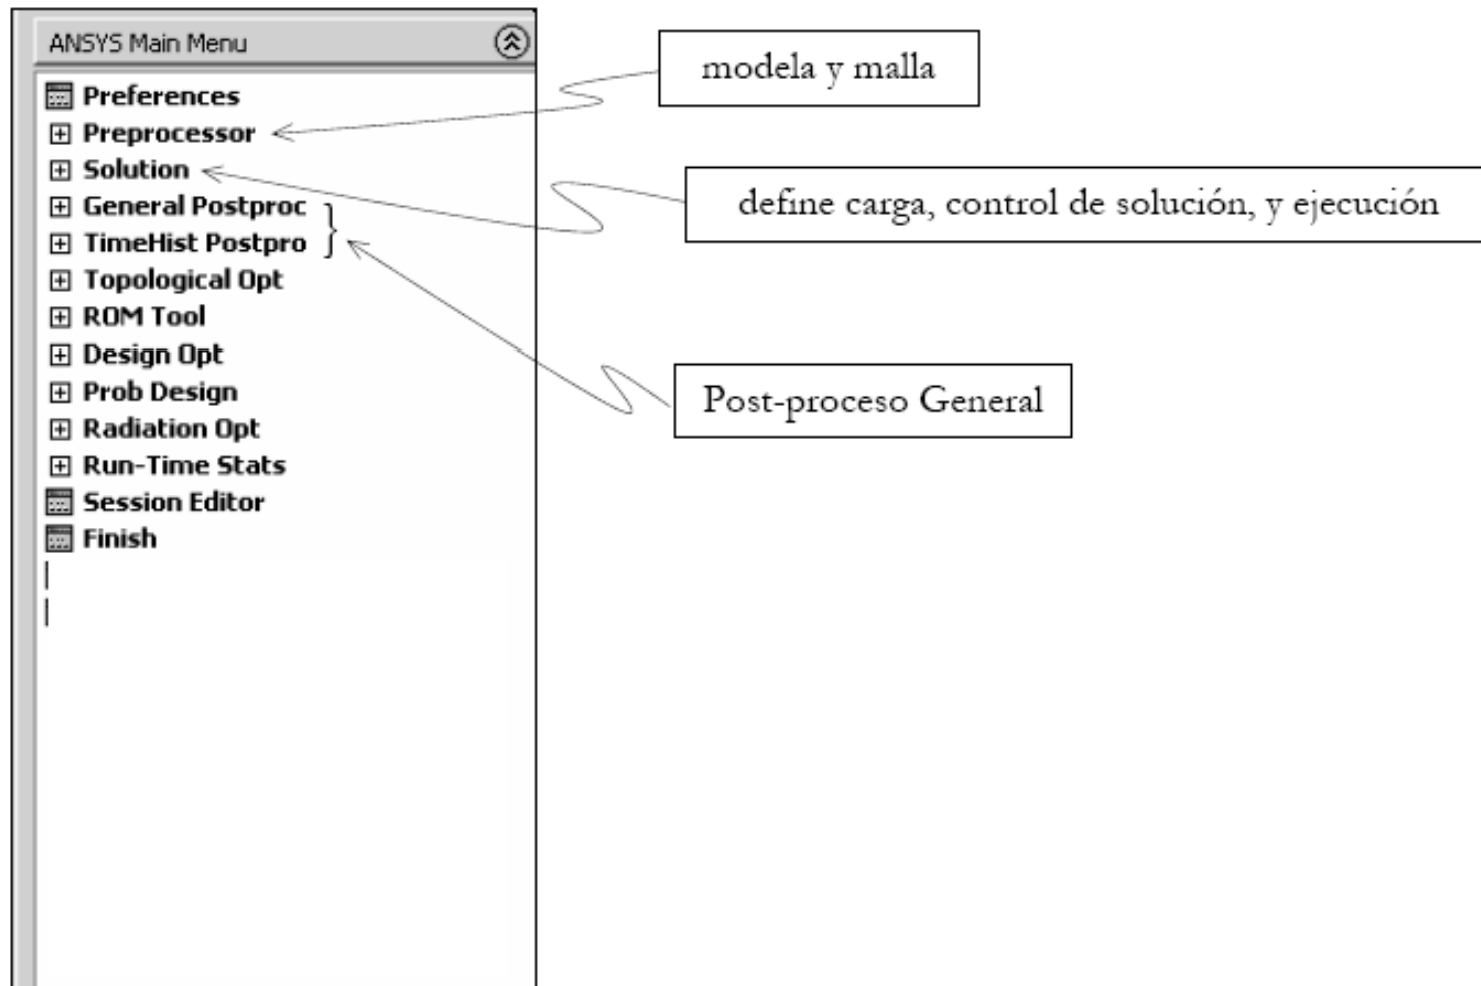 ANSYS Main Menu
Preferences
Preprocessor
Solution
General Postproc
TimeHist Postpro
Topological Opt
ROM Tool
Design Opt
Prob Design
Radiation Opt
Run-Time Stats
Session Editor
Finish
modela y malla
define carga, control de solución, y ejecución
Post-proceso General